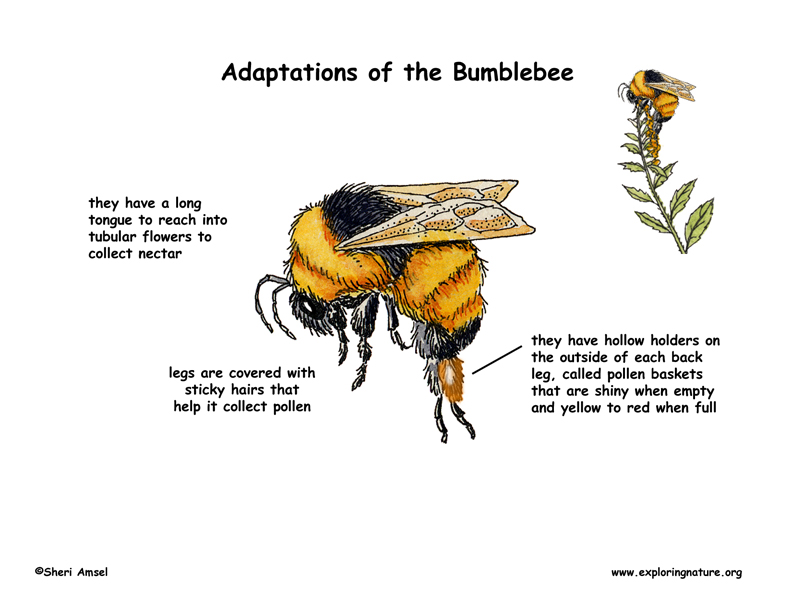 Adaptations of the Bumblebee
they have a long
tongue to reach into
tubular flowers to
collect nectar
legs are covered with
sticky hairs that
help it collect pollen
they have hollow holders on
the outside of each back
leg, called pollen baskets
that are shiny when empty
and yellow to red when full
©Sheri Amsel
www.exploringnature.org